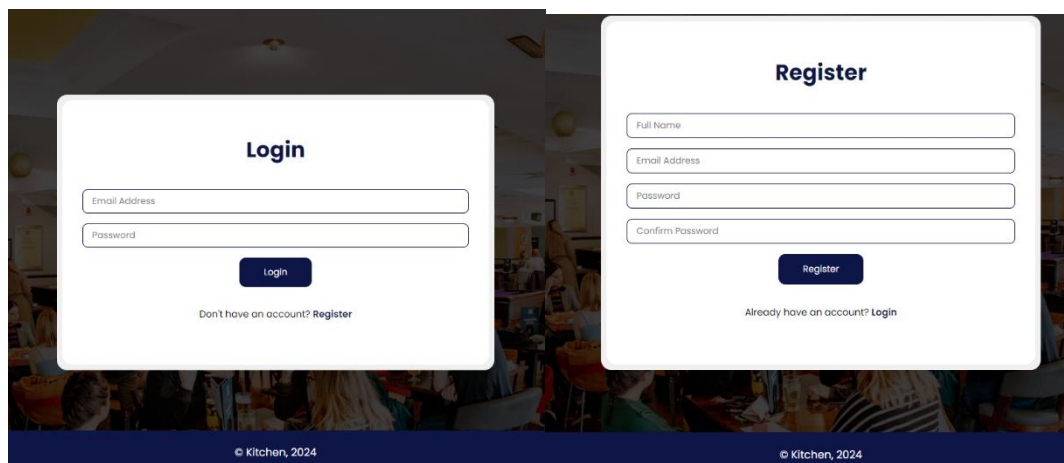 Login
Email Address
Password
Login
Don't have an account? Register
© Kitchen, 2024
Register
Full Name
Email Address
Password
Confirm Password
Register
Already have an account? Login
© Kitchen, 2024